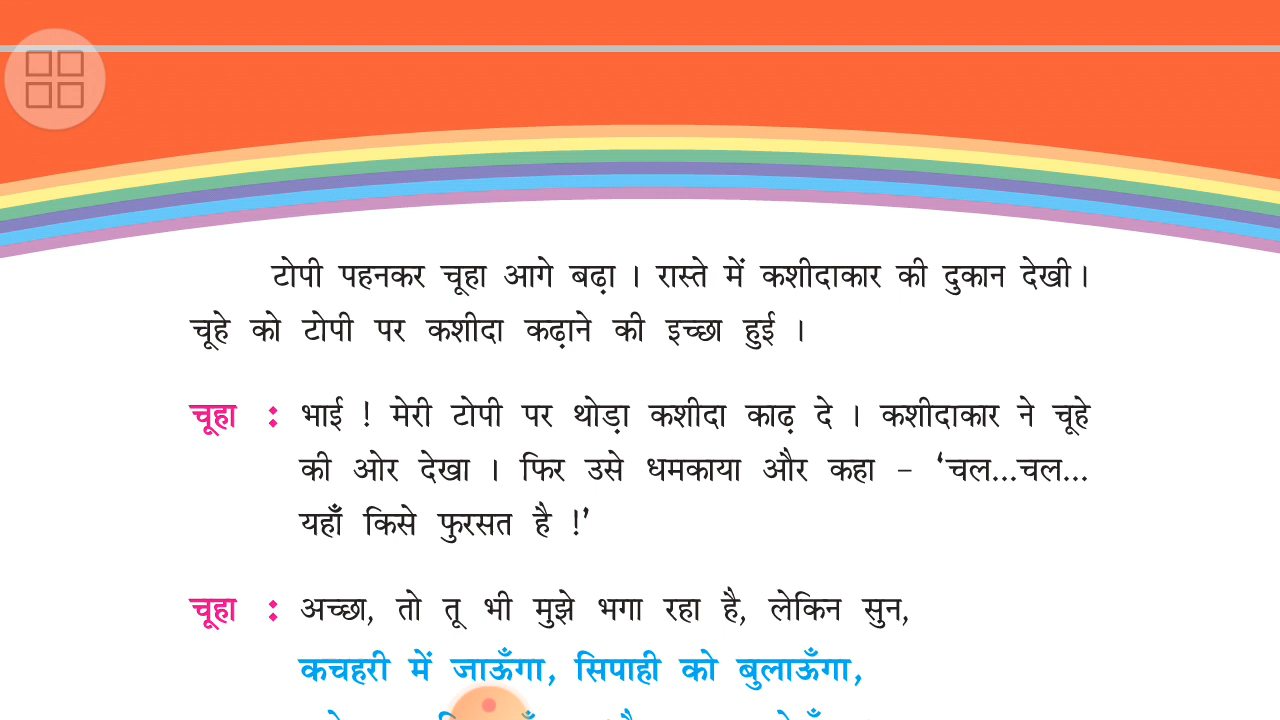 टोपी पहनकर चूहा आगे बढ़ा । रास्ते में कशीदाकार की दुकान देखी ।
चूहे को टोपी पर कशीदा कढ़ाने की इच्छा हुई ।
चूहा : भाई ! मेरी टोपी पर थोड़ा कशीदा काढ़ दे । कशीदाकार ने चूहे
की ओर देखा । फिर उसे धमकाया और कहा - ‘चल...चल...
यहाँ किसे फुरसत है !’
चूहा : अच्छा, तो तू भी मुझे भगा रहा है, लेकिन सुन,
कचहरी में जाऊँगा, सिपाही को बुलाऊँगा,